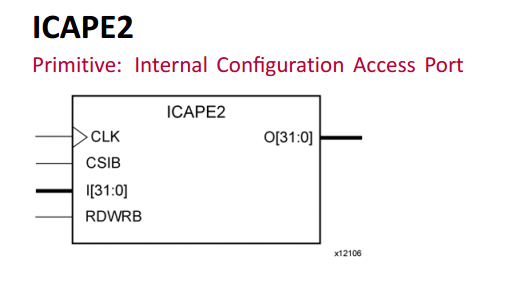 ICAPE2
Primitive: Internal Configuration Access Port
ICAPE2
CLK
O[31:0]
CSIB
I[31:0]
RDWRB
x12106